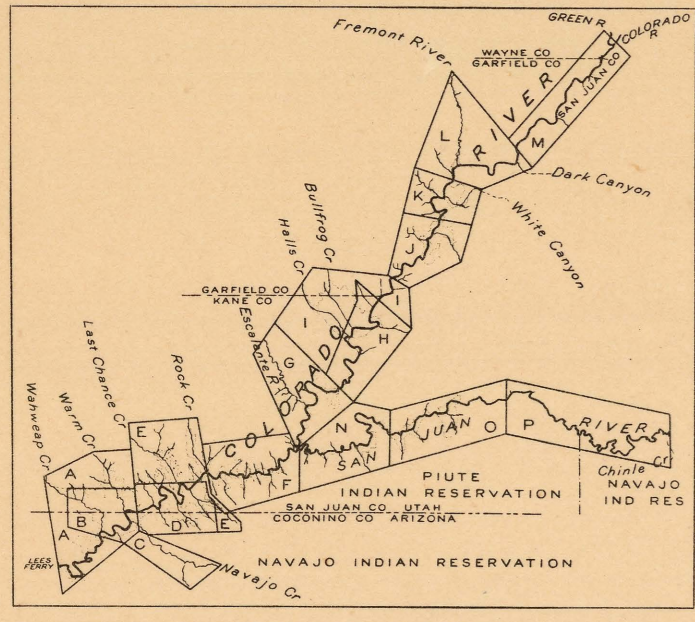 GREEN R.
COLORADO R
Fremont River
WAYNE CO
GARFIELD CO
RIVER
SAN JUAN CO
M
L
Dark Canyon
K
White Canyon
J
Bullfrog Cr
Halls Cr
GARFIELD CO
KANE CO
I
I
H
Escalante R
G
COLORADO
Last Chance Cr
Rock Cr
Warm Cr
Wahweap Cr
E
A
N
SAN JUAN
O
P
RIVER
Chinle Cr
F
PIUTE
INDIAN RESERVATION
NAVAJO
IND RES
B
D
E
SAN JUAN CO UTAH
COCONINO CO ARIZONA
A
C
LEES
FERRY
Navajo Cr
NAVAJO INDIAN RESERVATION